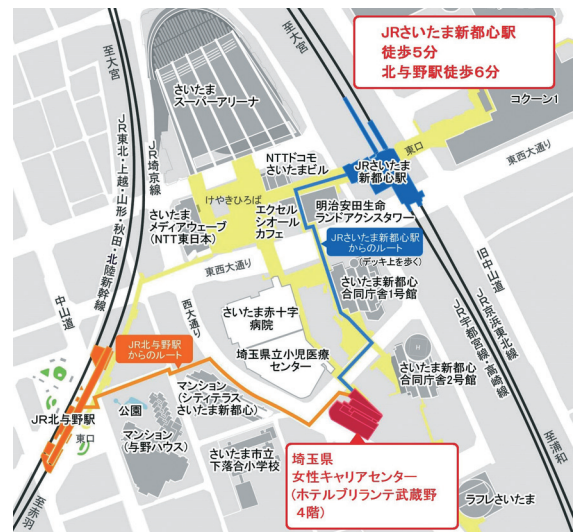 JRさいたま新都心駅
徒歩5分
北与野駅徒歩6分
至大宮
至大宮
さいたま
スーパーアリーナ
コクーン1
JR東北・上越・山形・秋田・北陸新幹線
JR埼京線
NTTドコモ
さいたまビル
東口
JRさいたま
新都心駅
東西大通り
けやきひろば
エクセル
シオール
カフェ
明治安田生命
ランドアクシスタワー
さいたま
メディアウェーブ
(NTT東日本)
JRさいたま新都心駅
からのルート
(デッキ上を歩く)
旧中山道
東西大通り
さいたま新都心
合同庁舎1号館
JR京浜東北線
JR宇都宮線・高崎線
中山道
西大通り
さいたま赤十字
病院
JR北与野駅
からのルート
埼玉県立小児医療
センター
さいたま新都心
合同庁舎2号館
マンション
(シティテラス
さいたま新都心)
JR北与野駅
公園
東口
マンション
(与野ハウス)
さいたま市立
下落合小学校
埼玉県
女性キャリアセンター
(ホテルブリランテ武蔵野
4階)
至浦和
ラフレさいたま
至赤羽